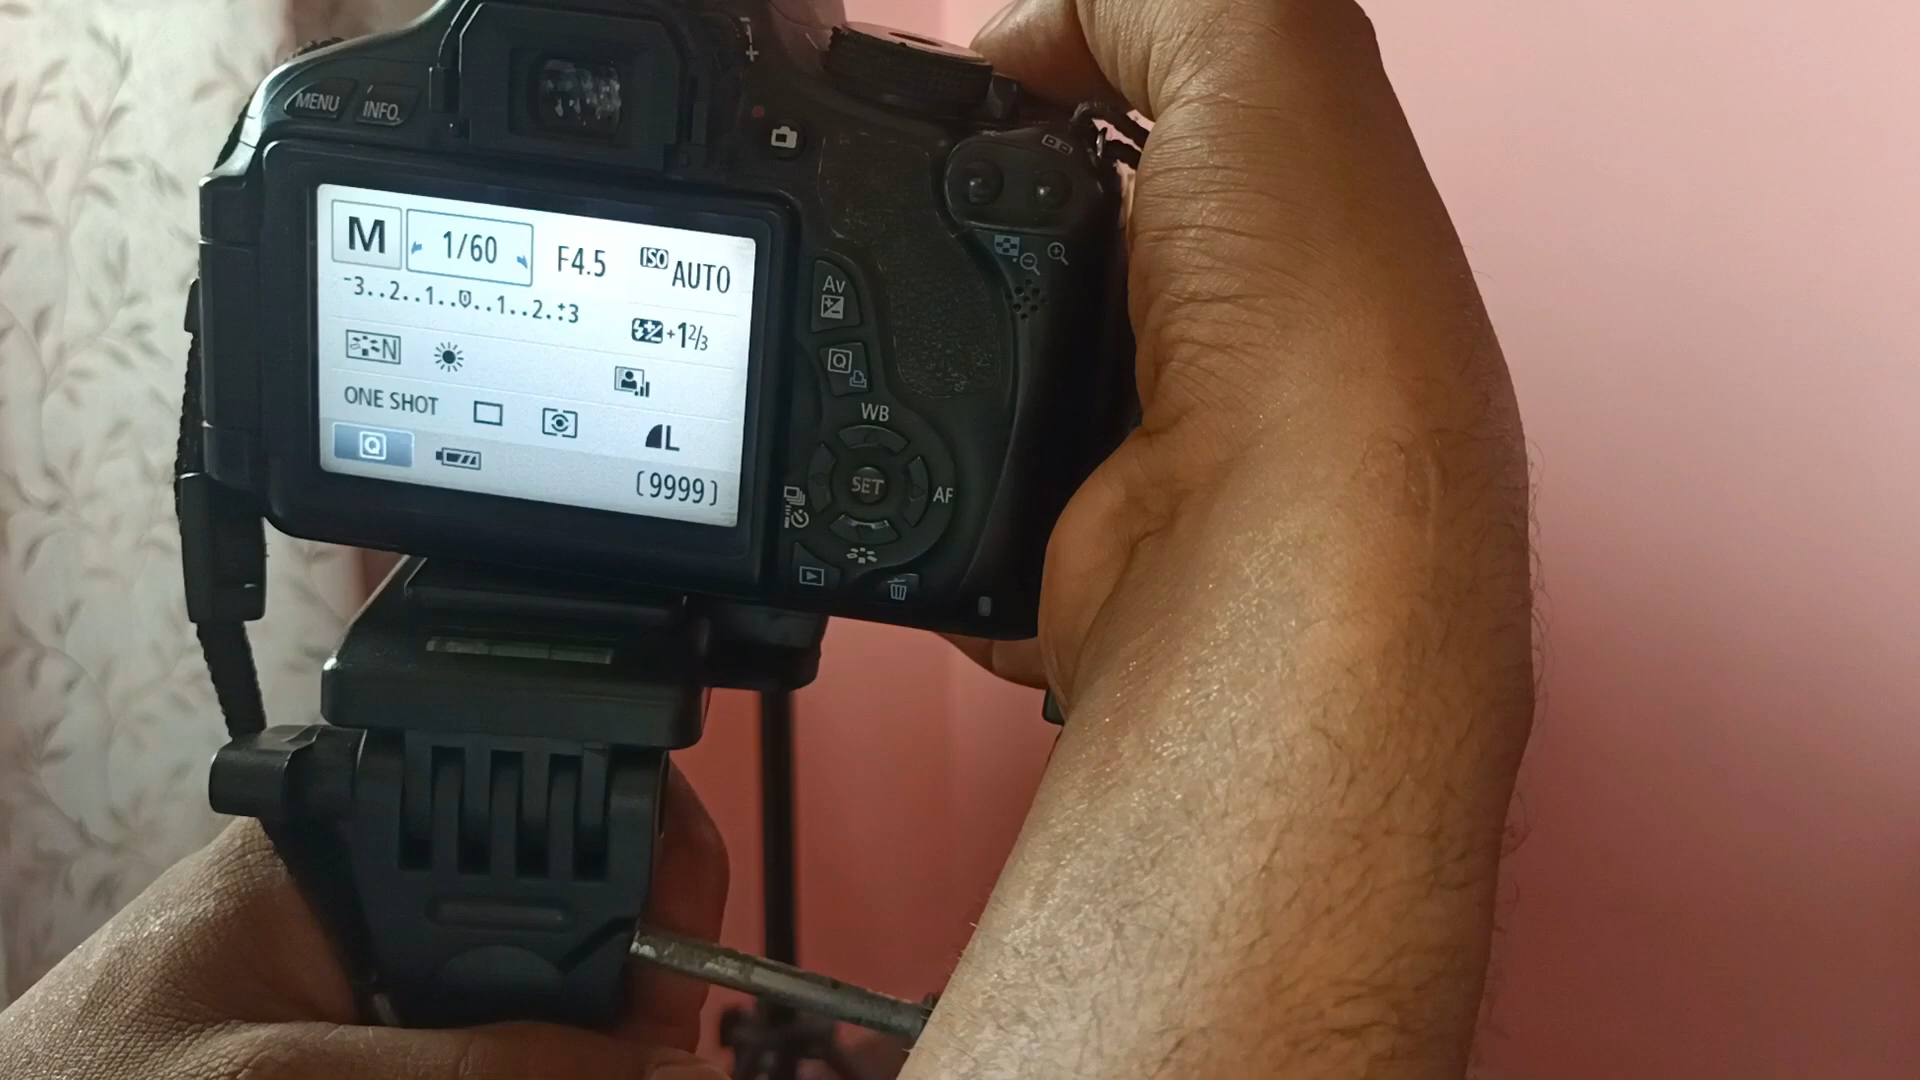 MENU INFO.
M 1/60 F4.5 ISO AUTO
-3..2..1..0..1..2.:+3
+1 2/3
N
ONE SHOT
L
Q
[9999]
Av
Q
WB
SET
AF